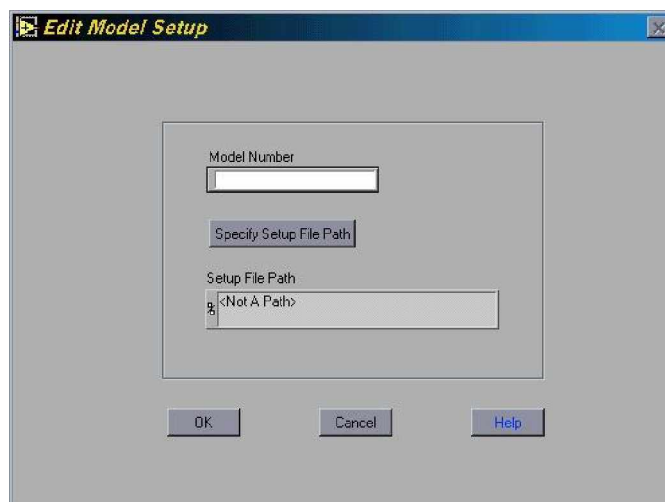 Edit Model Setup
Model Number
Specify Setup File Path
Setup File Path
<Not A Path>
OK Cancel Help